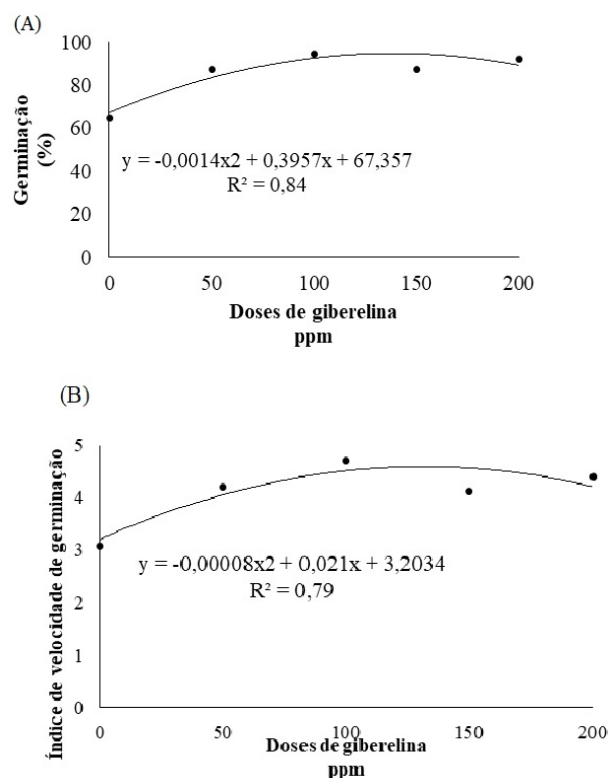 (A)
Germinação
(%)
100
80
60
40
20
0
y = -0,0014x2 + 0,3957x + 67,357
R² = 0,84
0 50 100 150 200
Doses de giberelina
ppm
(B)
Índice de velocidade de germinação
5
4
3
2
1
0
y = -0,00008x2 + 0,021x + 3,2034
R² = 0,79
0 50 100 150 200
Doses de giberelina
ppm